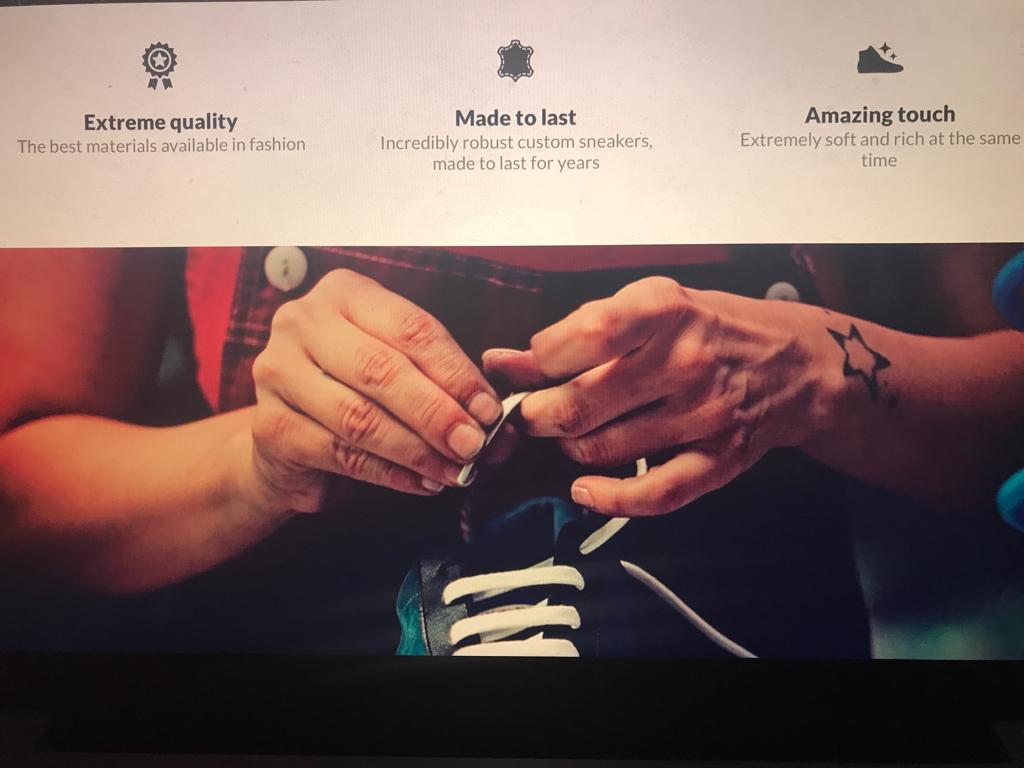 Extreme quality
The best materials available in fashion
Made to last
Incredibly robust custom sneakers,
made to last for years
Amazing touch
Extremely soft and rich at the same
time